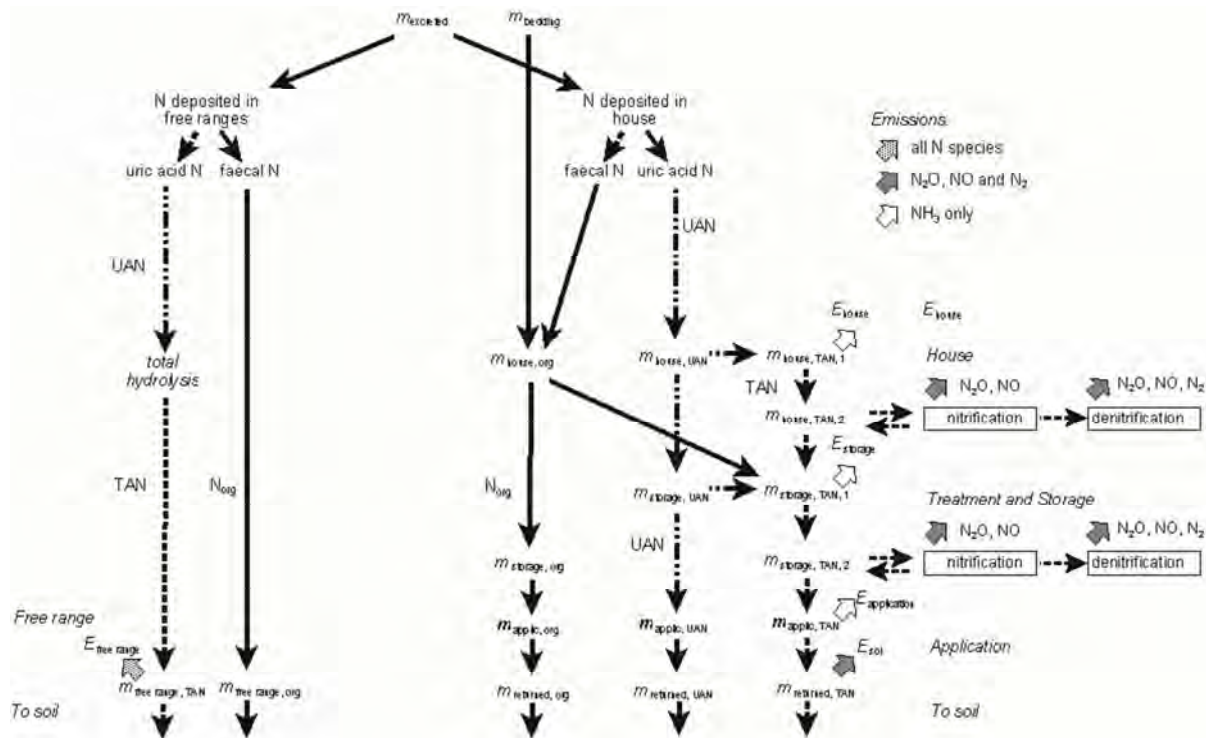 m excreted
m bedding
N deposited in
free ranges
N deposited in
house
Emissions
all N species
N2O, NO and N2
NH3 only
uric acid N
faecal N
faecal N
uric acid N
UAN
UAN
E house
E house
total
hydrolysis
m house, org
m house, UAN
m house, TAN, 1
House
TAN
N2O, NO
N2O, NO, N2
m house, TAN, 2
nitrification
denitrification
E storage
TAN
Norg
Norg
m storage, UAN
m storage, TAN, 1
Treatment and Storage
UAN
N2O, NO
N2O, NO, N2
m storage, org
m storage, TAN, 2
nitrification
denitrification
E application
Free range
m applic, org
m applic, UAN
m applic, TAN
E free range
E soil
Application
m free range, TAN
m free range, org
m returned, org
m returned, UAN
m returned, TAN
To soil
To soil